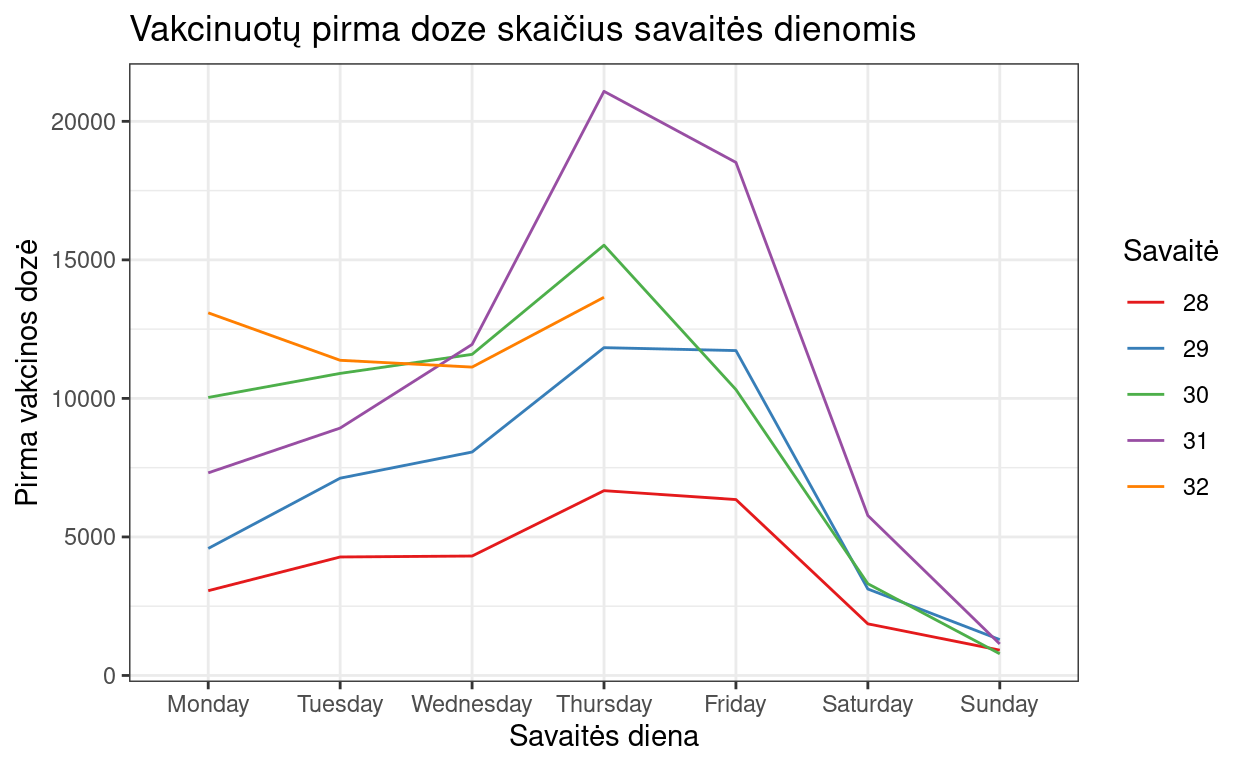 Vakcinuotų pirma doze skaičius savaitės dienomis
Pirma vakcinos dozė
20000
15000
10000
5000
0
Monday Tuesday Wednesday Thursday Friday Saturday Sunday
Savaitės diena
Savaitė
28
29
30
31
32